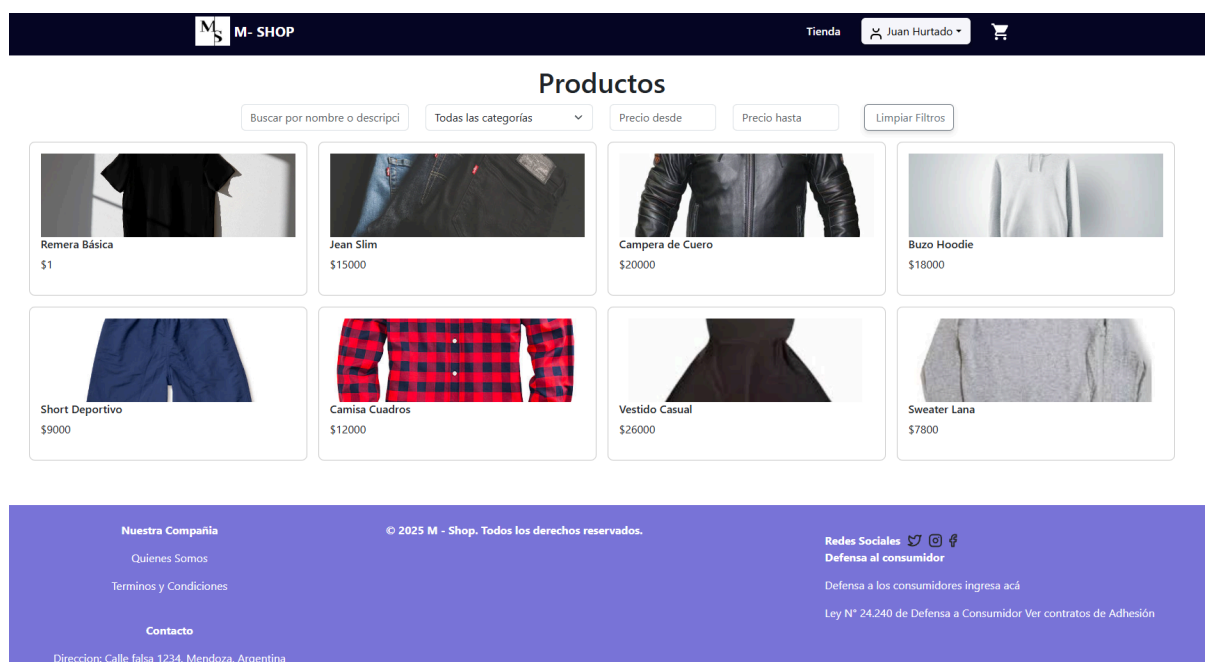 MS M- SHOP
Tienda
Juan Hurtado
Productos
Buscar por nombre o descripci
Todas las categorías
Precio desde
Precio hasta
Limpiar Filtros
Remera Básica
$1
Jean Slim
$15000
Campera de Cuero
$20000
Buzo Hoodie
$18000
Short Deportivo
$9000
Camisa Cuadros
$12000
Vestido Casual
$26000
Sweater Lana
$7800
Nuestra Compañia
Quienes Somos
Terminos y Condiciones
Contacto
Direccion: Calle falsa 1234, Mendoza, Argentina
© 2025 M - Shop. Todos los derechos reservados.
Redes Sociales
Defensa al consumidor
Defensa a los consumidores ingresa acá
Ley N° 24.240 de Defensa a Consumidor Ver contratos de Adhesión